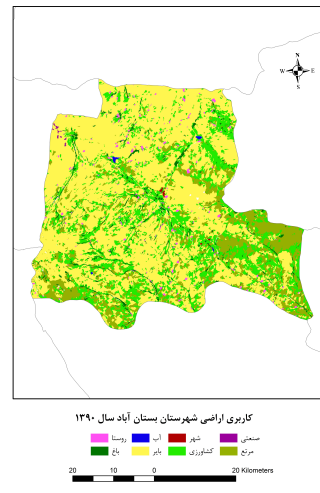 N
W E
S
کاربری اراضی شهرستان بستان آباد سال ۱۳۹۰
صنعتی شهر آب روستا
مرتع کشاورزی بایر باغ
20 10 0 20 Kilometers